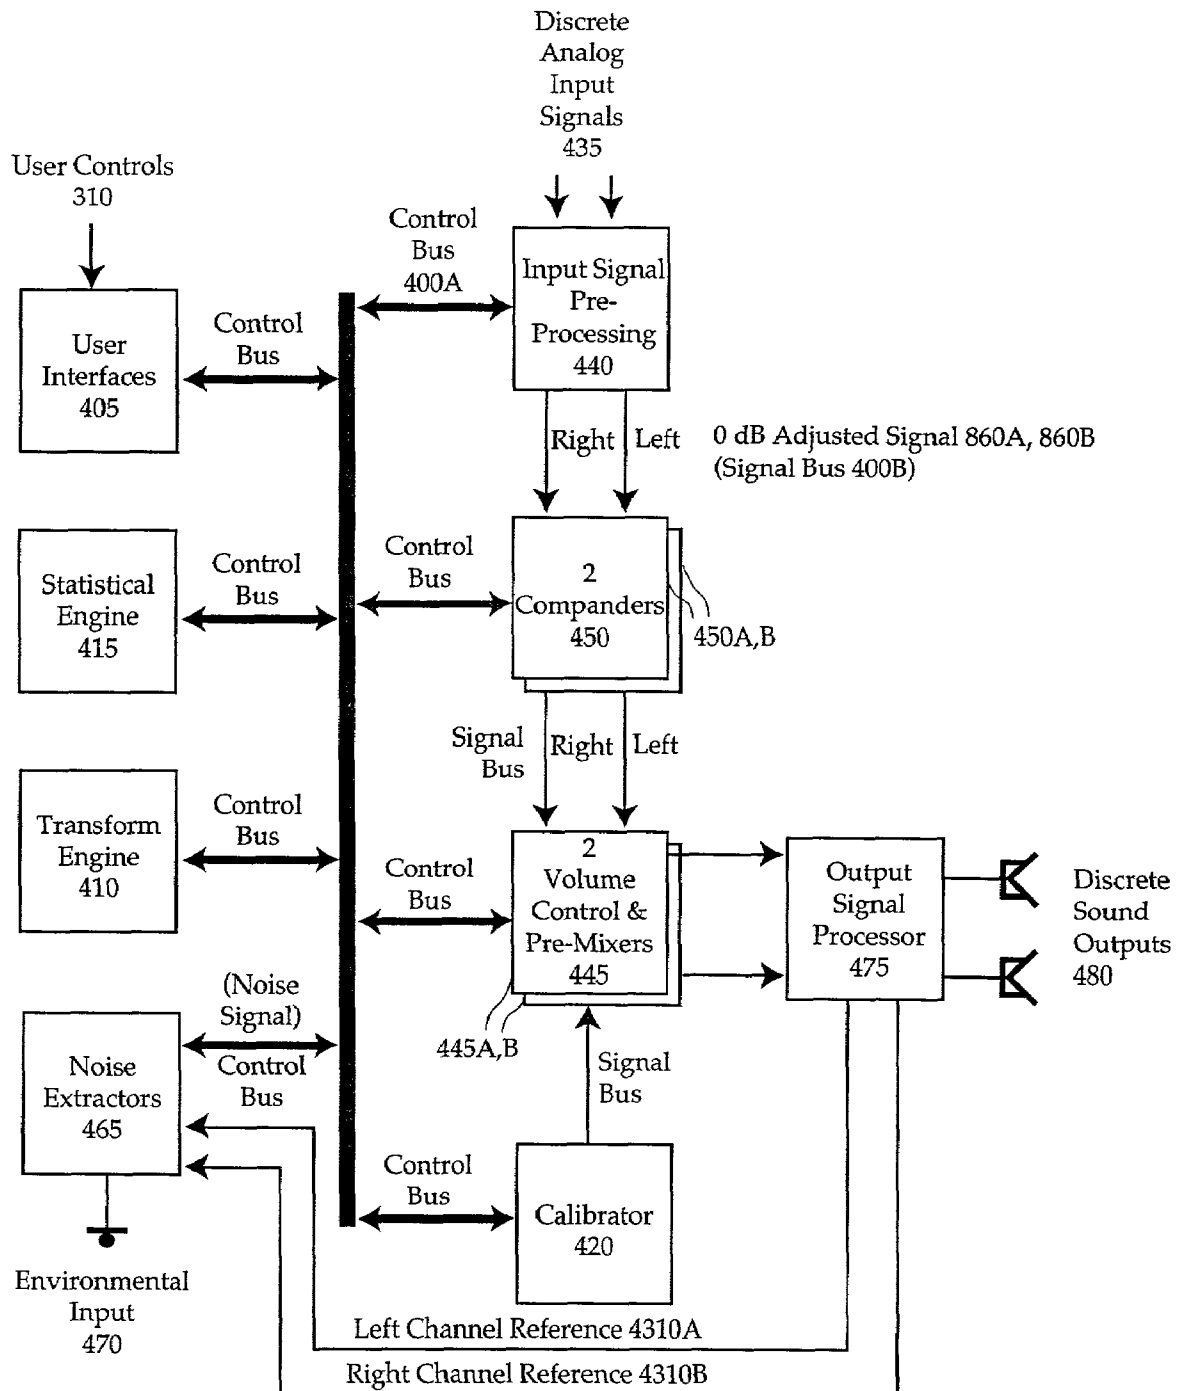 Discrete
Analog
Input
Signals
435
User Controls
310
Control
Bus
400A
Input Signal
Pre-
Processing
440
User
Interfaces
405
Control
Bus
Right
Left
0 dB Adjusted Signal 860A, 860B
(Signal Bus 400B)
Statistical
Engine
415
Control
Bus
Control
Bus
2
Companders
450
450A,B
Signal
Bus
Right
Left
Transform
Engine
410
Control
Bus
Control
Bus
2
Volume
Control &
Pre-Mixers
445
445A,B
Output
Signal
Processor
475
Discrete
Sound
Outputs
480
Noise
Extractors
465
(Noise
Signal)
Control
Bus
Signal
Bus
Control
Bus
Calibrator
420
Environmental
Input
470
Left Channel Reference 4310A
Right Channel Reference 4310B